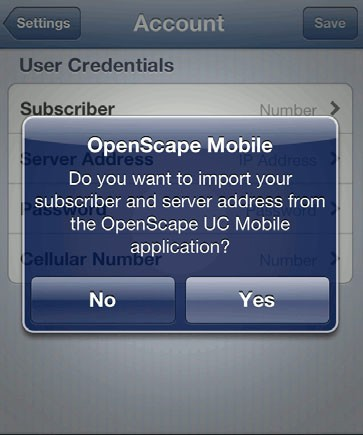 Settings Account Save
User Credentials
Subscriber Number
OpenScape Mobile
Do you want to import your
subscriber and server address from
the OpenScape UC Mobile
application?
Server Address IP Address
Password Password
Cellular Number Number
No Yes